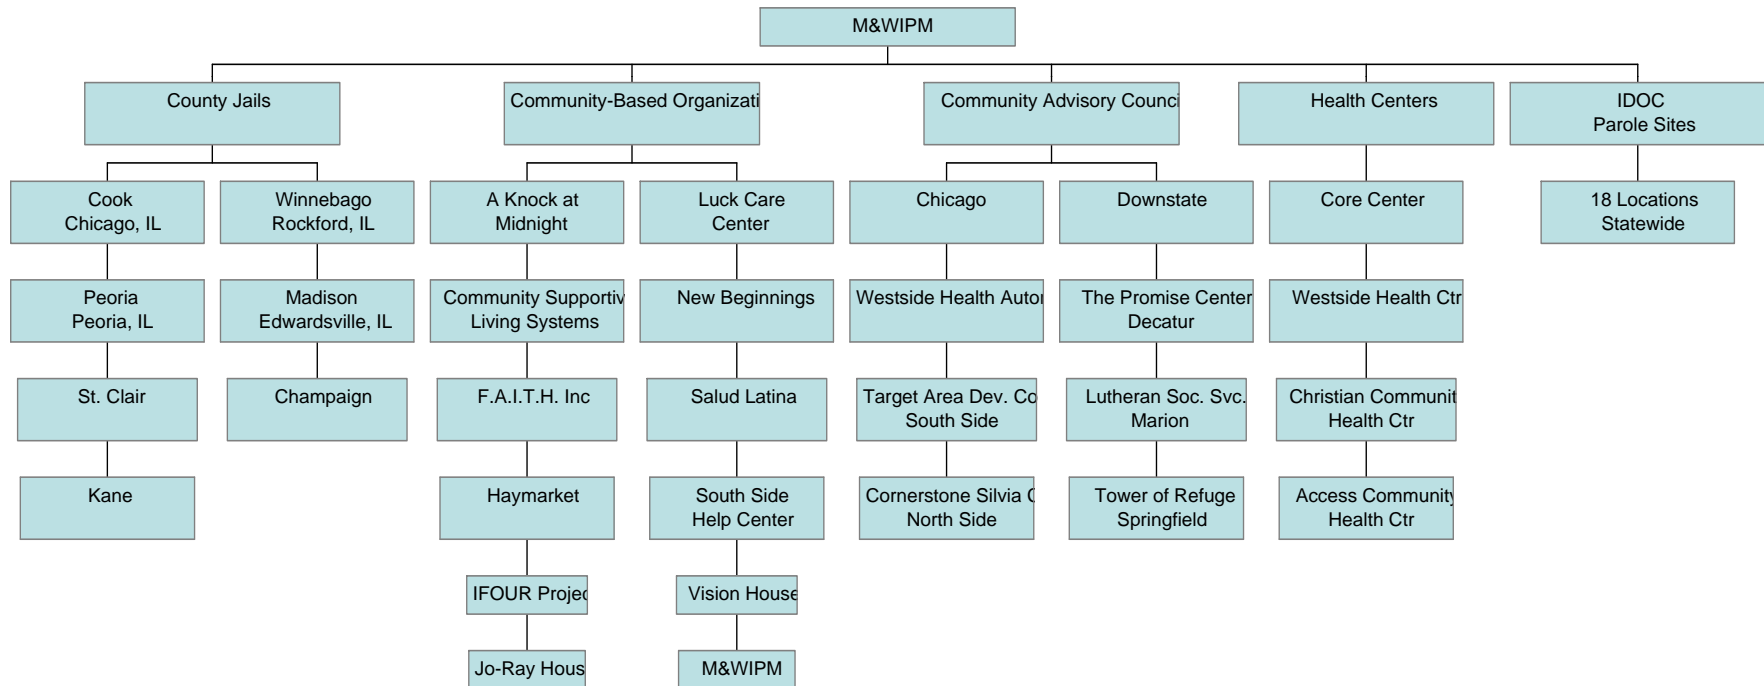 M&WIPM
County Jails
Community-Based Organizati
Community Advisory Counci
Health Centers
IDOC
Parole Sites
Cook
Chicago, IL
Winnebago
Rockford, IL
A Knock at
Midnight
Luck Care
Center
Chicago
Downstate
Core Center
18 Locations
Statewide
Peoria
Peoria, IL
Madison
Edwardsville, IL
Community Supportiv
Living Systems
New Beginnings
Westside Health Autor
The Promise Center
Decatur
Westside Health Ctr
St. Clair
Champaign
F.A.I.T.H. Inc
Salud Latina
Target Area Dev. Co
South Side
Lutheran Soc. Svc.
Marion
Christian Communit
Health Ctr
Kane
Haymarket
South Side
Help Center
Cornerstone Silvia C
North Side
Tower of Refuge
Springfield
Access Community
Health Ctr
IFOUR Projec
Vision House
Jo-Ray Hous
M&WIPM